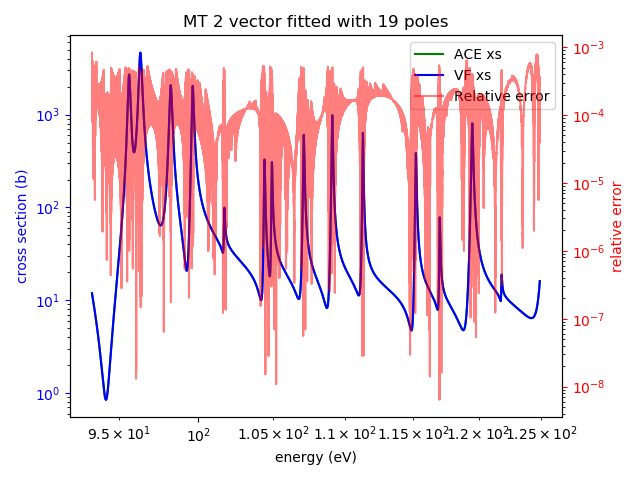 MT 2 vector fitted with 19 poles
ACE xs
VF xs
Relative error
cross section (b)
10³
10²
10¹
10⁰
relative error
10⁻³
10⁻⁴
10⁻⁵
10⁻⁶
10⁻⁷
10⁻⁸
9.5 × 10¹ 10² 1.05 × 10² 1.1 × 10² 1.15 × 10² 1.2 × 10² 1.25 × 10²
energy (eV)